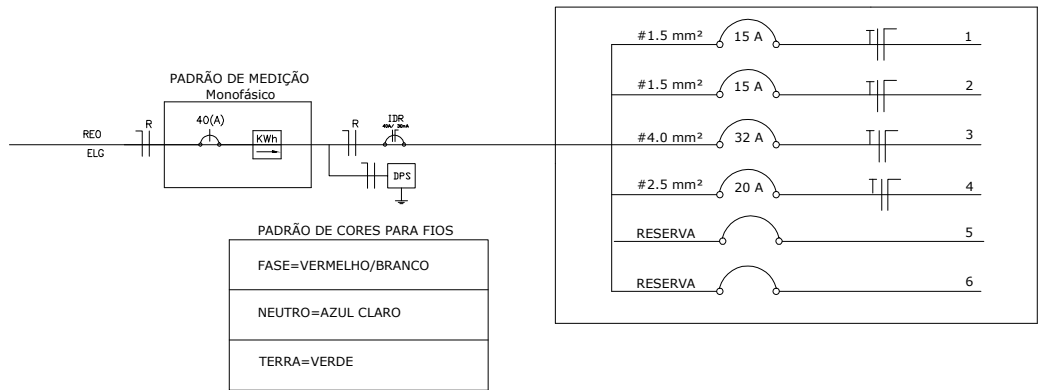 PADRÃO DE MEDIÇÃO
Monofásico
REO
ELG
R
40(A)
KWh
R
IDR
40A/ 30mA
DPS
PADRÃO DE CORES PARA FIOS
FASE=VERMELHO/BRANCO
NEUTRO=AZUL CLARO
TERRA=VERDE
#1.5 mm² 15 A T 1
#1.5 mm² 15 A T 2
#4.0 mm² 32 A T 3
#2.5 mm² 20 A T 4
RESERVA 5
RESERVA 6